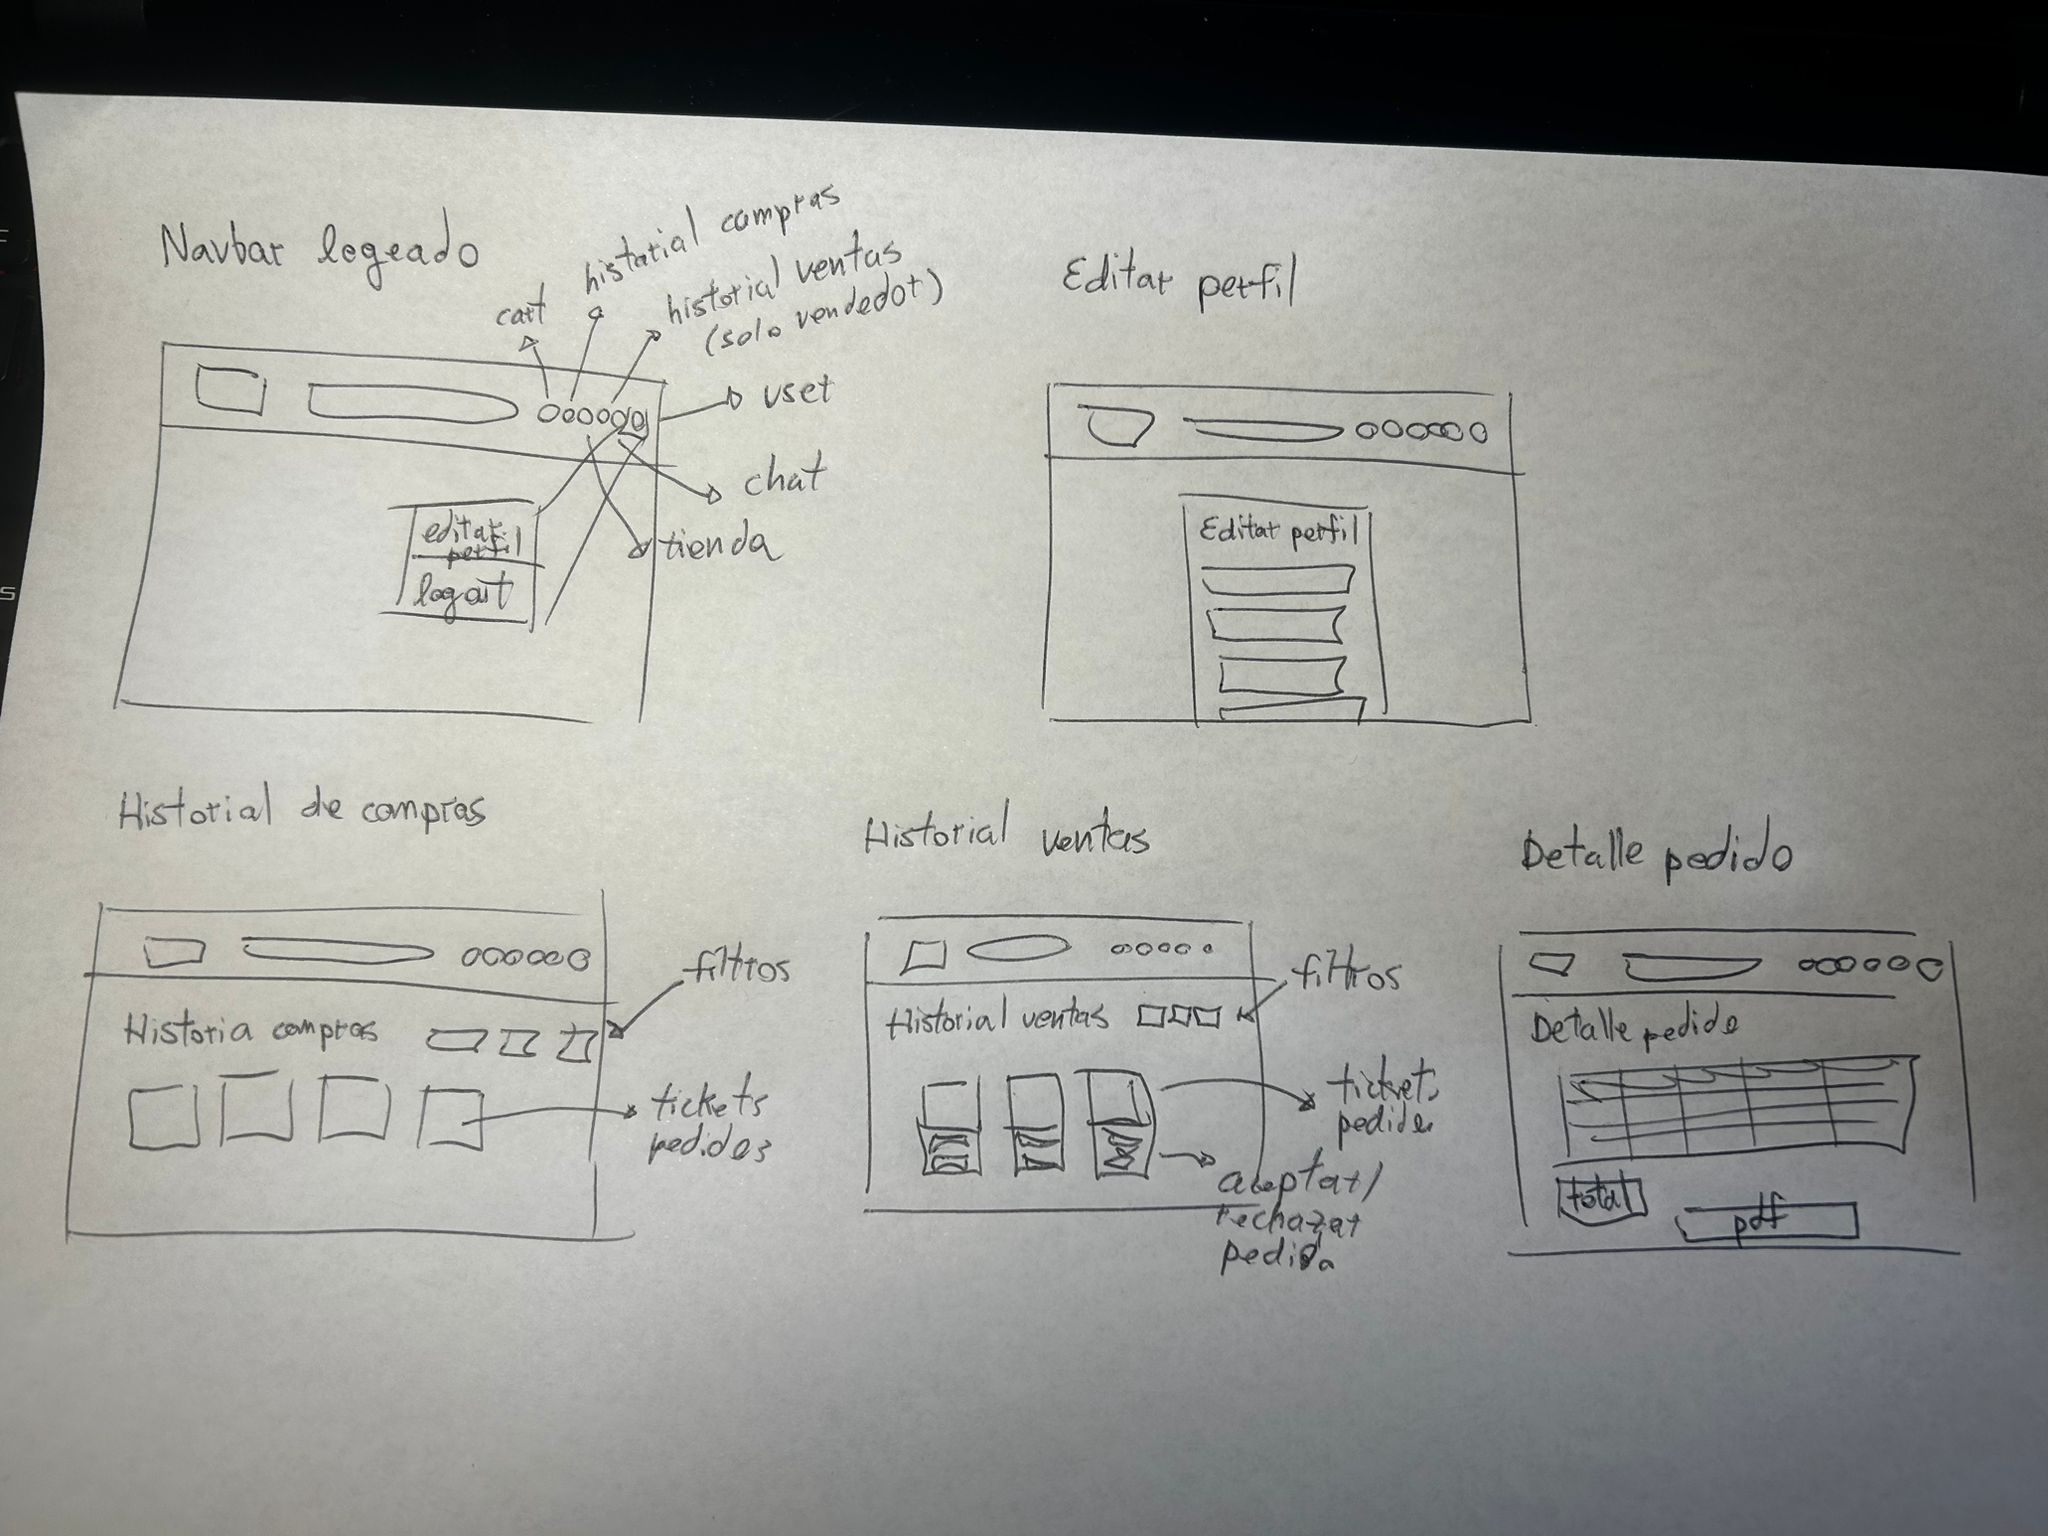 Navbar logeado
cart
historial compras
historial ventas
(solo vendedor)
user
chat
tienda
editar
perfil
logout
Editar perfil
Editar perfil
Historial de compras
filtros
Historia compras
tickets
pedidos
Historial ventas
filtros
Historial ventas
tickets
pedidos
aceptar/
rechazar
pedido
Detalle pedido
Detalle pedido
total
pdf